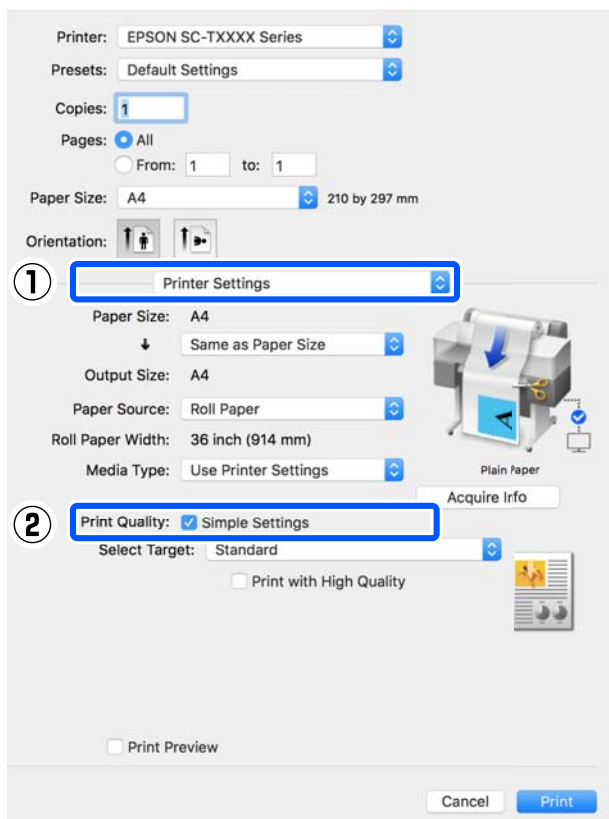 Printer: EPSON SC-TXXXX Series
Presets: Default Settings
Copies: 1
Pages: All
From: 1 to: 1
Paper Size: A4 210 by 297 mm
Orientation:
① Printer Settings
Paper Size: A4
Same as Paper Size
Output Size: A4
Paper Source: Roll Paper
Roll Paper Width: 36 inch (914 mm)
Media Type: Use Printer Settings
A
Plain Paper
Acquire Info
② Print Quality: Simple Settings
Select Target: Standard
Print with High Quality
Print Preview
Cancel Print